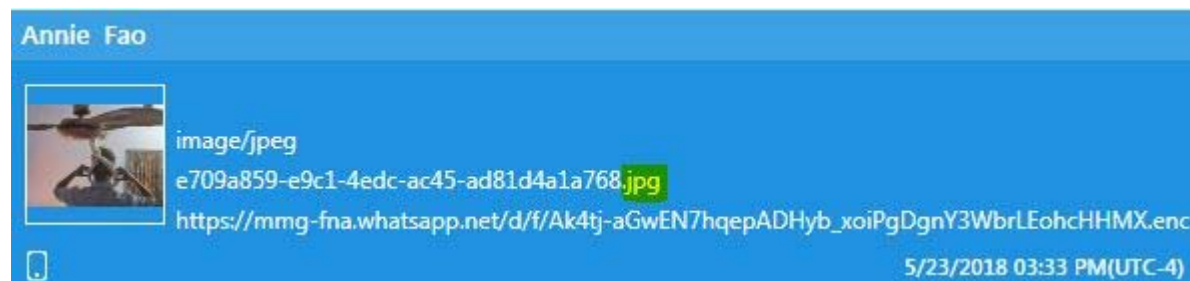 Annie Fao
image/jpeg
e709a859-e9c1-4edc-ac45-ad81d4a1a768.jpg
https://mmg-fna.whatsapp.net/d/f/Ak4tj-aGwEN7hqepADHyb_xoiPgDgnY3WbrLEohcHHMX.enc
5/23/2018 03:33 PM(UTC-4)